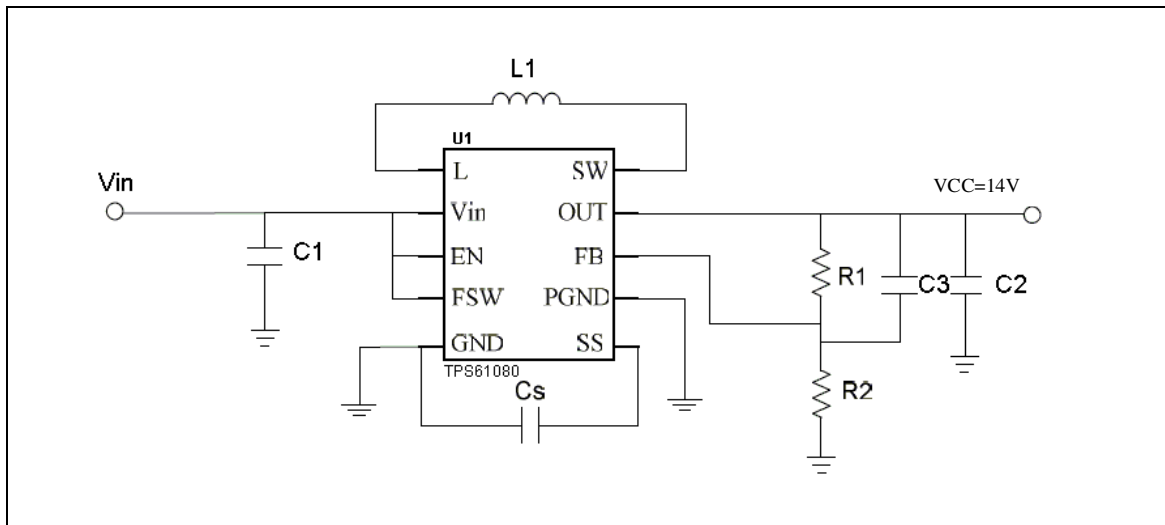 L1
U1
L SW
Vin VCC=14V
Vin OUT
C1 EN FB R1 C3 C2
FSW PGND
GND SS
TPS61080
Cs R2